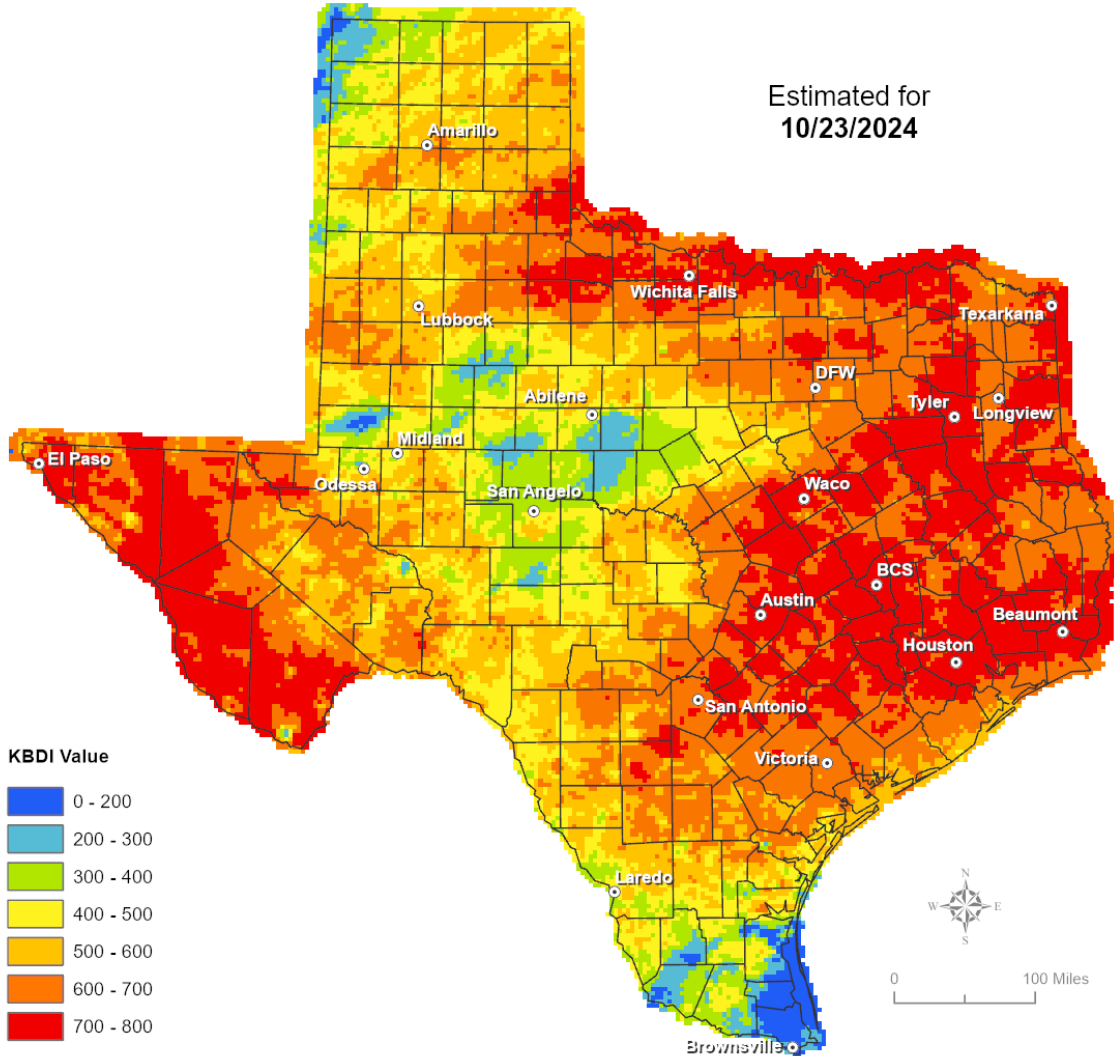 Estimated for
10/23/2024
Amarillo
Wichita Falls
Lubbock
Texarkana
DFW
Abilene
Tyler
Longview
Midland
El Paso
Odessa
San Angelo
Waco
BCS
Austin
Beaumont
Houston
San Antonio
Victoria
KBDI Value
0 - 200
200 - 300
300 - 400
400 - 500
500 - 600
600 - 700
700 - 800
Laredo
N
W E
S
0 100 Miles
Brownsville